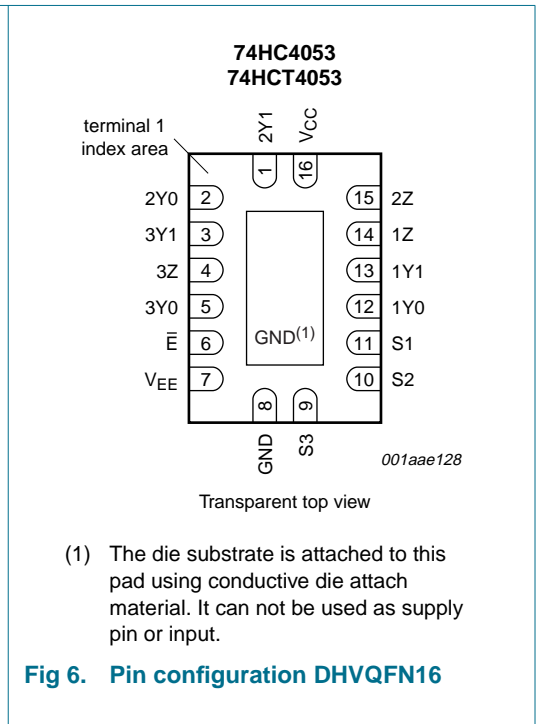 74HC4053
74HCT4053
terminal 1
index area
2Y1
VCC
1
16
2Y0 2
15 2Z
3Y1 3
14 1Z
3Z 4
13 1Y1
3Y0 5
12 1Y0
E̅ 6
GND(1)
11 S1
VEE 7
10 S2
8
9
GND
S3
001aae128
Transparent top view
(1) The die substrate is attached to this
pad using conductive die attach
material. It can not be used as supply
pin or input.
Fig 6. Pin configuration DHVQFN16